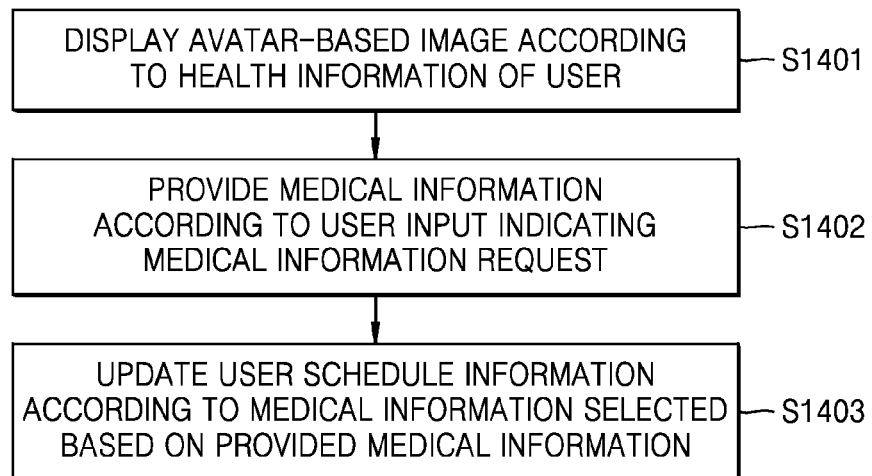 DISPLAY AVATAR-BASED IMAGE ACCORDING
TO HEALTH INFORMATION OF USER
S1401
PROVIDE MEDICAL INFORMATION
ACCORDING TO USER INPUT INDICATING
MEDICAL INFORMATION REQUEST
S1402
UPDATE USER SCHEDULE INFORMATION
ACCORDING TO MEDICAL INFORMATION SELECTED
BASED ON PROVIDED MEDICAL INFORMATION
S1403